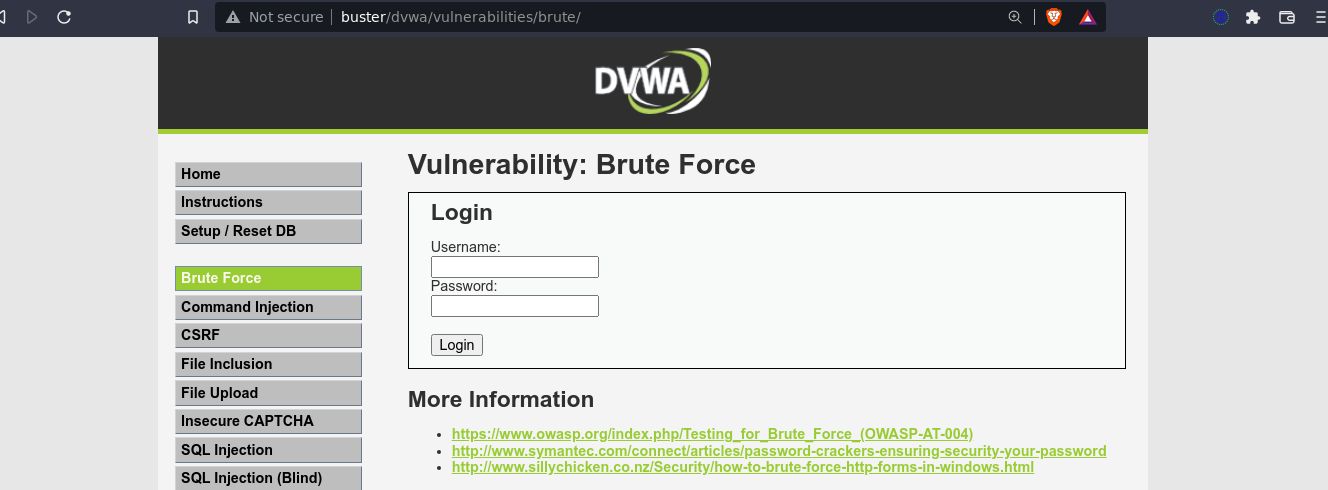 Not secure buster/dvwa/vulnerabilities/brute/
DVWA
Home
Instructions
Setup / Reset DB
Brute Force
Command Injection
CSRF
File Inclusion
File Upload
Insecure CAPTCHA
SQL Injection
SQL Injection (Blind)
Vulnerability: Brute Force
Login
Username:
Password:
Login
More Information
https://www.owasp.org/index.php/Testing_for_Brute_Force_(OWASP-AT-004)
http://www.symantec.com/connect/articles/password-crackers-ensuring-security-your-password
http://www.sillychicken.co.nz/Security/how-to-brute-force-http-forms-in-windows.html